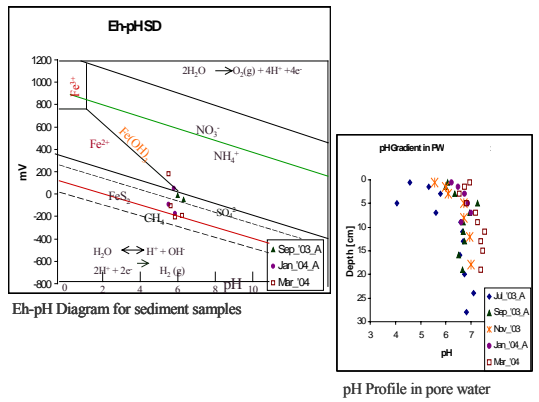 Eh-pH SD
1200
1000
800
600
400
200
0
-200
-400
-600
-800
mV
0 2 4 6 8 10
pH
2H₂O → O₂(g) + 4H⁺ +4e⁻
Fe³⁺
Fe²⁺
Fe(OH)₃
NO₃⁻
NH₄⁺
FeS₂
SO₄²⁻
CH₄
H₂O ↔ H⁺ + OH⁻
2H⁺ + 2e⁻ → H₂ (g)
Sep_'03_A
Jan_'04_A
Mar_'04
Eh-pH Diagram for sediment samples
pH Gradient in PW
0
5
10
15
20
25
30
Depth [cm]
3 4 5 6 7
pH
Jul_'03_A
Sep_'03_A
Nov_'03
Jan_'04_A
Mar_'04
pH Profile in pore water